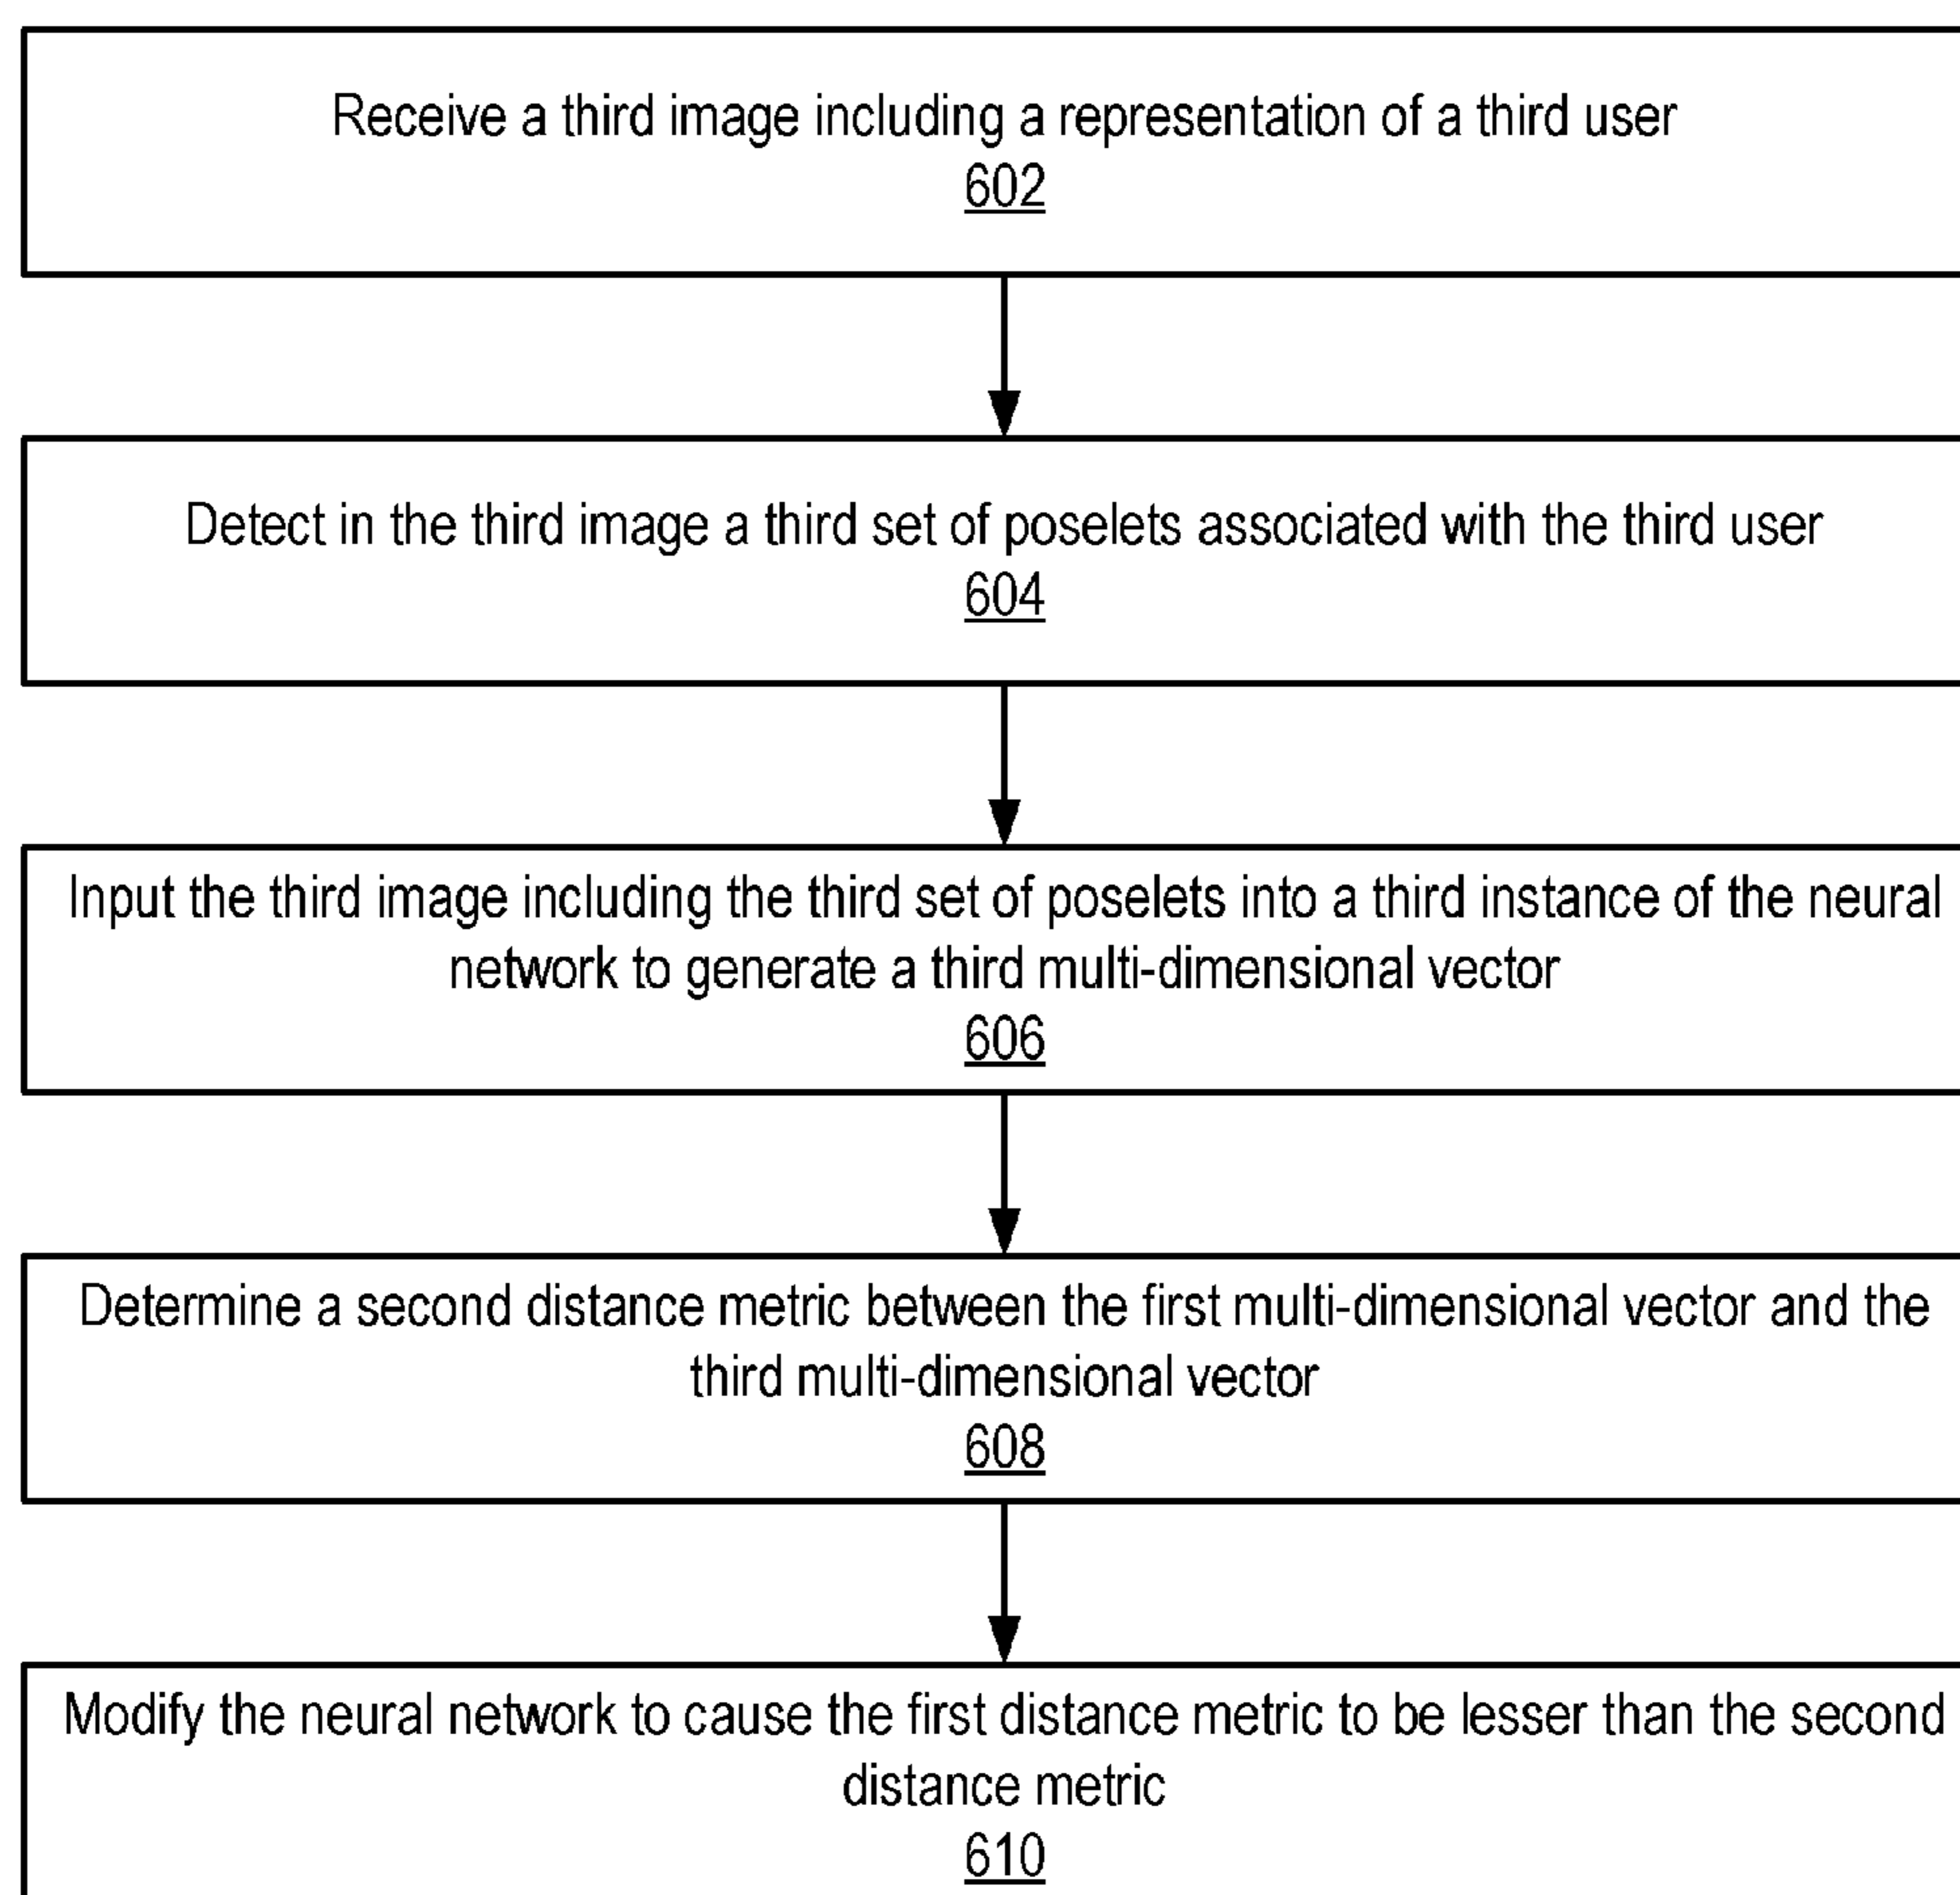 Receive a third image including a representation of a third user
602
Detect in the third image a third set of poselets associated with the third user
604
Input the third image including the third set of poselets into a third instance of the neural
network to generate a third multi-dimensional vector
606
Determine a second distance metric between the first multi-dimensional vector and the
third multi-dimensional vector
608
Modify the neural network to cause the first distance metric to be lesser than the second
distance metric
610